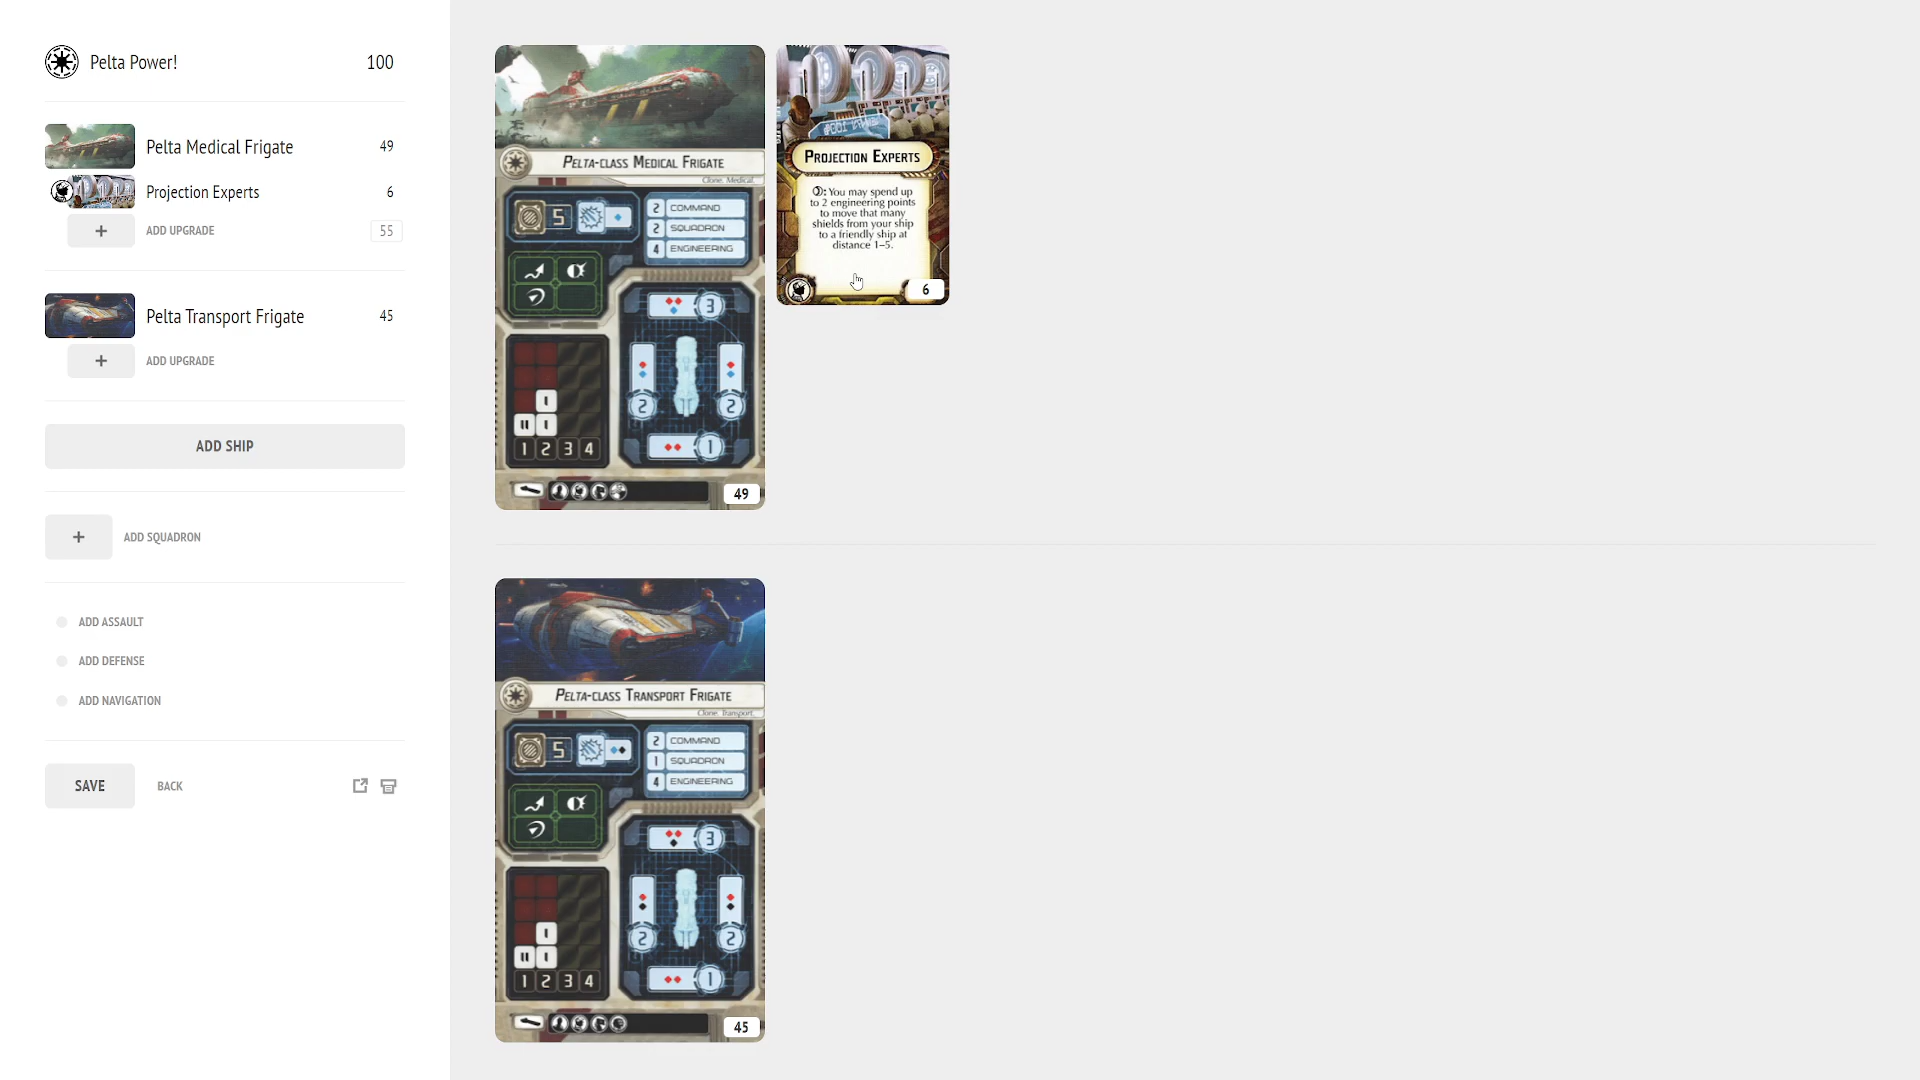 Pelta Power!
100
Pelta Medical Frigate
49
Projection Experts
6
+
ADD UPGRADE
55
Pelta Transport Frigate
45
+
ADD UPGRADE
ADD SHIP
+
ADD SQUADRON
ADD ASSAULT
ADD DEFENSE
ADD NAVIGATION
SAVE
BACK
PELTA-CLASS MEDICAL FRIGATE
Clone. Medical.
5
2 COMMAND
2 SQUADRON
4 ENGINEERING
3
2
2
I
II I
1 2 3 4
1
49
PROJECTION EXPERTS
: You may spend up
to 2 engineering points
to move that many
shields from your ship
to a friendly ship at
distance 1–5.
6
PELTA-CLASS TRANSPORT FRIGATE
Clone. Transport.
5
2 COMMAND
1 SQUADRON
4 ENGINEERING
3
2
2
I
II I
1 2 3 4
1
45